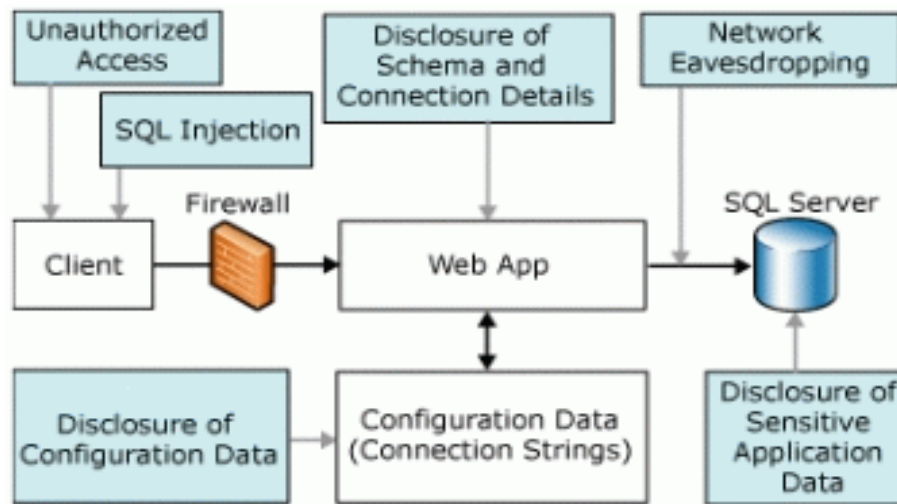 Unauthorized
Access
Disclosure of
Schema and
Connection Details
Network
Eavesdropping
SQL Injection
Firewall
SQL Server
Client
Web App
Disclosure of
Configuration Data
Configuration Data
(Connection Strings)
Disclosure of
Sensitive
Application
Data